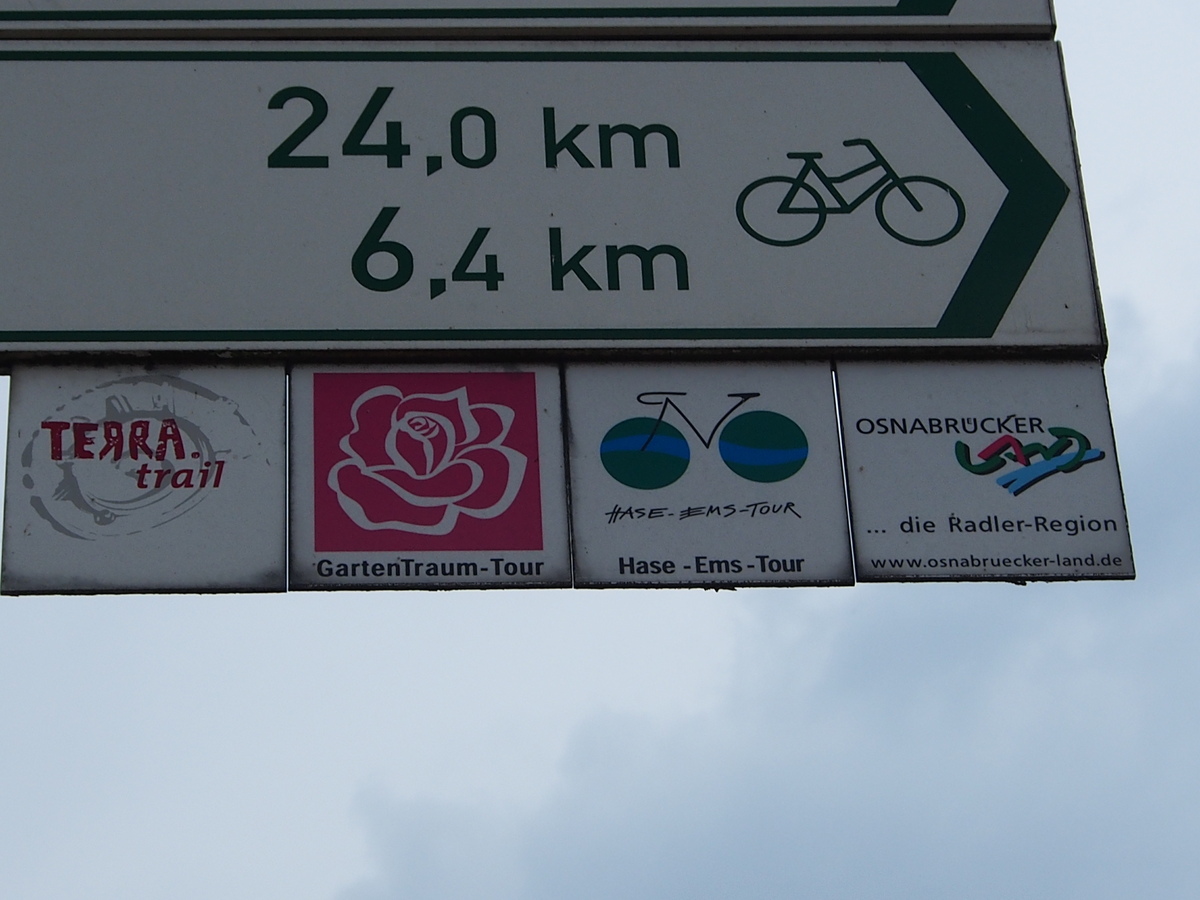 24,0 km
6,4 km
TERRA.
trail
GartenTraum-Tour
HASE-EMS-TOUR
Hase-Ems-Tour
OSNABRÜCKER
LAND
... die Radler-Region
www.osnabruecker-land.de